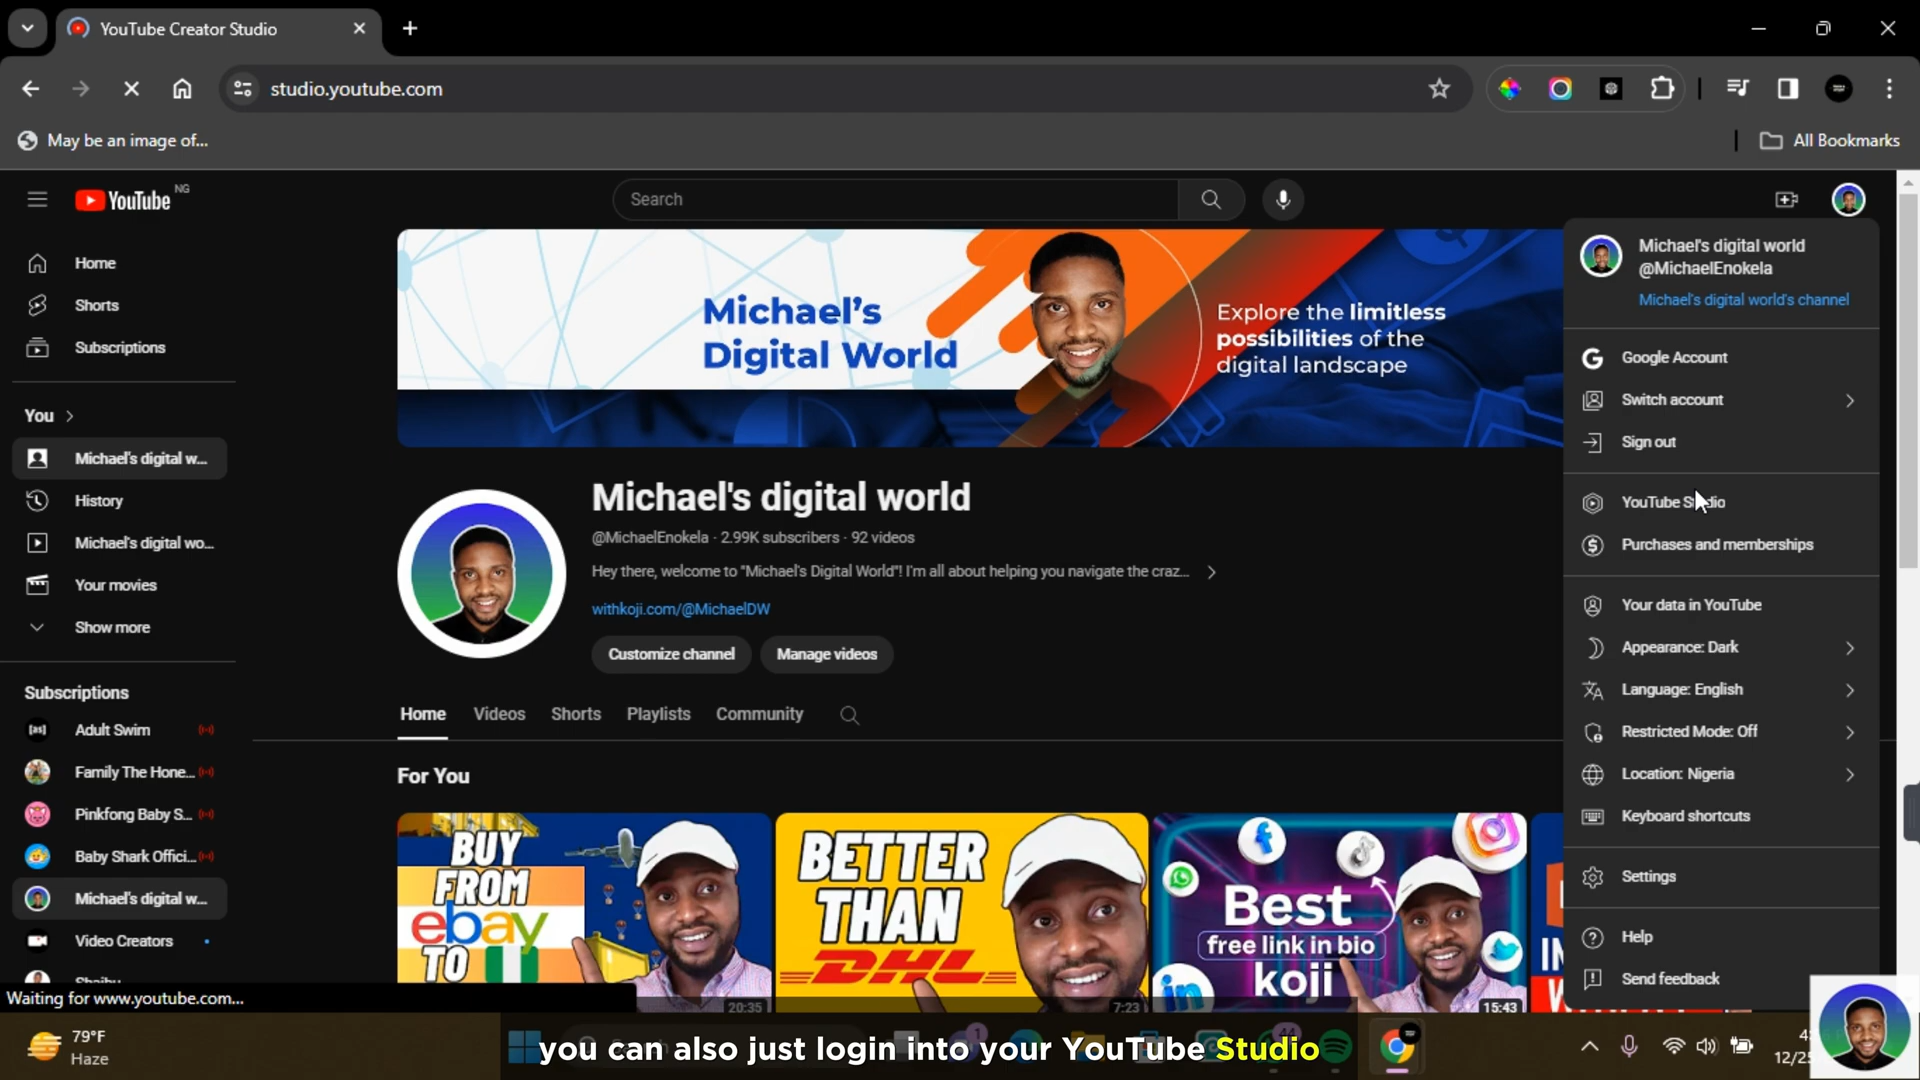 YouTube Creator Studio
studio.youtube.com
May be an image of...
All Bookmarks
YouTube NG
Search
Home
Shorts
Subscriptions
You
Michael's digital w...
History
Michael's digital wo...
Your movies
Show more
Subscriptions
Adult Swim
Family The Hone...
Pinkfong Baby S...
Baby Shark Offici...
Michael's digital w...
Video Creators
Waiting for www.youtube.com...
Michael's
Digital World
Explore the limitless
possibilities of the
digital landscape
Michael's digital world
@MichaelEnokela · 2.99K subscribers · 92 videos
Hey there, welcome to "Michael's Digital World"! I'm all about helping you navigate the craz...
withkoji.com/@MichaelDW
Customize channel
Manage videos
Home
Videos
Shorts
Playlists
Community
For You
BUY
FROM
ebay
TO
20:35
BETTER
THAN
DHL
7:23
Best
free link in bio
koji
in
15:43
Michael's digital world
@MichaelEnokela
Michael's digital world's channel
Google Account
Switch account
Sign out
YouTube Studio
Purchases and memberships
Your data in YouTube
Appearance: Dark
Language: English
Restricted Mode: Off
Location: Nigeria
Keyboard shortcuts
Settings
Help
Send feedback
79°F
Haze
you can also just login into your YouTube Studio